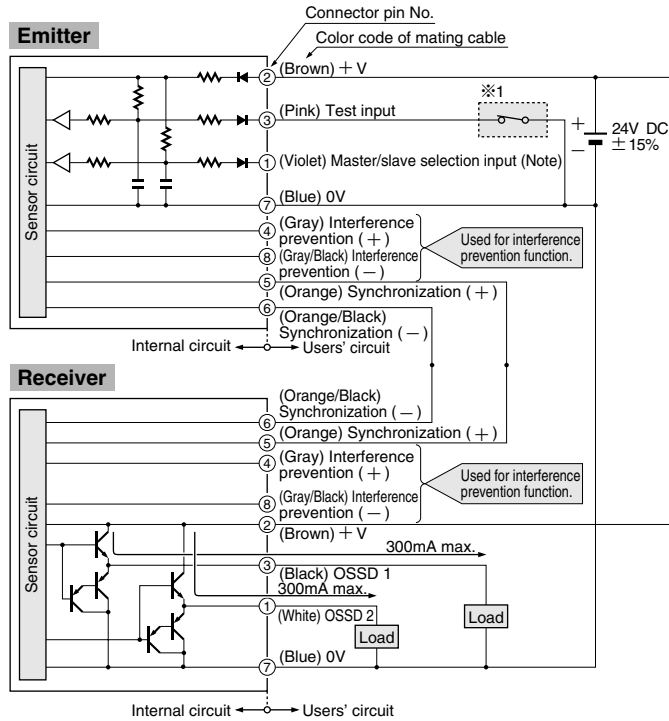 Connector pin No.
Color code of mating cable
Emitter
Sensor circuit
② (Brown) + V
③ (Pink) Test input
※1
+
−
24V DC
±15%
① (Violet) Master/slave selection input (Note)
⑦ (Blue) 0V
④ (Gray) Interference
prevention (+)
⑧ (Gray/Black) Interference
prevention (−)
Used for interference
prevention function.
⑤ (Orange) Synchronization (+)
⑥ (Orange/Black)
Synchronization (−)
Internal circuit
Users' circuit
Receiver
Sensor circuit
(Orange/Black)
⑥ Synchronization (−)
⑤ (Orange) Synchronization (+)
④ (Gray) Interference
prevention (+)
⑧ (Gray/Black) Interference
prevention (−)
Used for interference
prevention function.
② (Brown) + V
300mA max.
③ (Black) OSSD 1
300mA max.
① (White) OSSD 2
Load
Load
⑦ (Blue) 0V
Internal circuit
Users' circuit